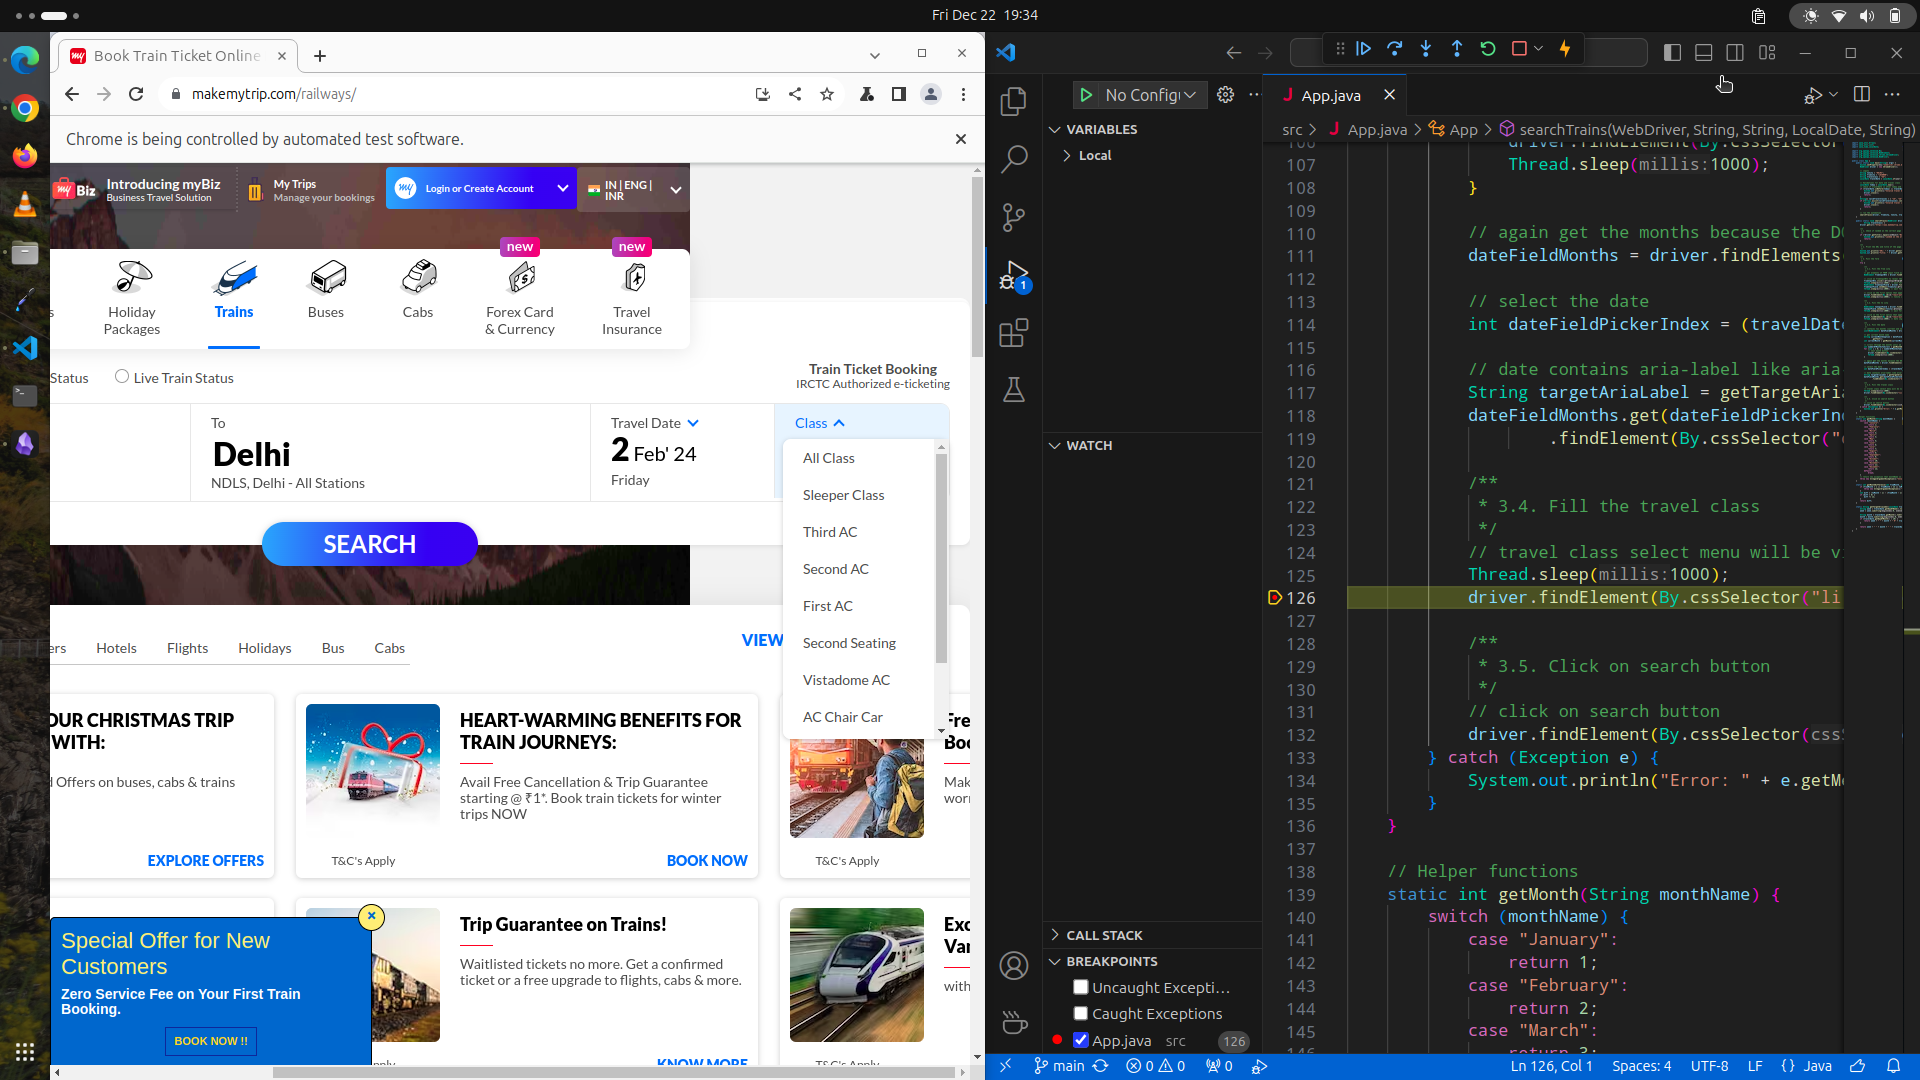 Fri Dec 22 19:34
Book Train Ticket Online
makemytrip.com/railways/
Chrome is being controlled by automated test software.
my Biz
Introducing myBiz
Business Travel Solution
My Trips
Manage your bookings
my
Login or Create Account
IN | ENG |
INR
new
new
Holiday
Packages
Trains
Buses
Cabs
Forex Card
& Currency
Travel
Insurance
Status
Live Train Status
Train Ticket Booking
IRCTC Authorized e-ticketing
To
Delhi
NDLS, Delhi - All Stations
Travel Date
2 Feb' 24
Friday
Class
All Class
Sleeper Class
Third AC
Second AC
First AC
Second Seating
Vistadome AC
AC Chair Car
SEARCH
ers
Hotels
Flights
Holidays
Bus
Cabs
VIEW
OUR CHRISTMAS TRIP
WITH:
d Offers on buses, cabs & trains
EXPLORE OFFERS
HEART-WARMING BENEFITS FOR
TRAIN JOURNEYS:
Avail Free Cancellation & Trip Guarantee
starting @ ₹1*. Book train tickets for winter
trips NOW
T&C's Apply
BOOK NOW
Fre
Boo
Mak
wor
T&C's Apply
Trip Guarantee on Trains!
Waitlisted tickets no more. Get a confirmed
ticket or a free upgrade to flights, cabs & more.
KNOW MORE
Exc
Van
with
T&C's Apply
Special Offer for New
Customers
Zero Service Fee on Your First Train
Booking.
BOOK NOW !!
No Config
VARIABLES
Local
WATCH
CALL STACK
BREAKPOINTS
Uncaught Excepti...
Caught Exceptions
App.java src 126
1
J App.java
src > J App.java > App > searchTrains(WebDriver, String, String, LocalDate, String)
106 driver.findElement(By.cssSelector
107 Thread.sleep(millis:1000);
108 }
109
110 // again get the months because the DO
111 dateFieldMonths = driver.findElements(
112
113 // select the date
114 int dateFieldPickerIndex = (travelDate
115
116 // date contains aria-label like aria-
117 String targetAriaLabel = getTargetAria
118 dateFieldMonths.get(dateFieldPickerInd
119 .findElement(By.cssSelector("
120
121 /**
122 * 3.4. Fill the travel class
123 */
124 // travel class select menu will be vi
125 Thread.sleep(millis:1000);
126 driver.findElement(By.cssSelector("li
127
128 /**
129 * 3.5. Click on search button
130 */
131 // click on search button
132 driver.findElement(By.cssSelector(css
133 } catch (Exception e) {
134 System.out.println("Error: " + e.getMe
135 }
136 }
137
138 // Helper functions
139 static int getMonth(String monthName) {
140 switch (monthName) {
141 case "January":
142 return 1;
143 case "February":
144 return 2;
145 case "March":
146 return 3;
main
0 0
0
Ln 126, Col 1
Spaces: 4
UTF-8
LF
{ } Java